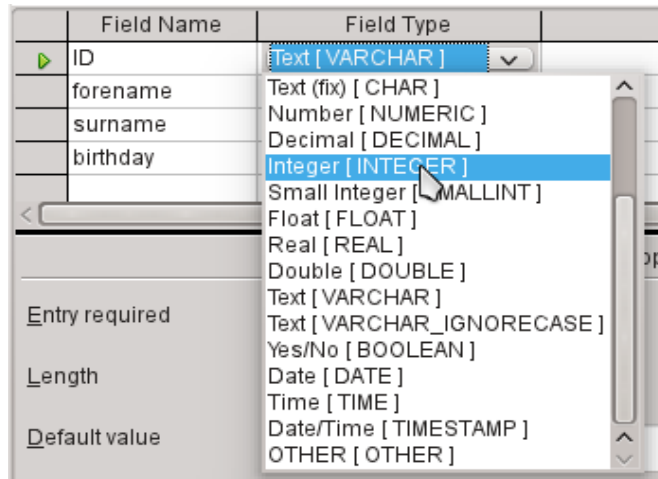 Field Name Field Type
ID Text [ VARCHAR ]
forename Text (fix) [ CHAR ]
Number [ NUMERIC ]
surname Decimal [ DECIMAL ]
birthday Integer [ INTEGER ]
Small Integer [ SMALLINT ]
Float [ FLOAT ]
Real [ REAL ]
Double [ DOUBLE ]
Text [ VARCHAR ]
Entry required Text [ VARCHAR_IGNORECASE ]
Yes/No [ BOOLEAN ]
Length Date [ DATE ]
Time [ TIME ]
Default value Date/Time [ TIMESTAMP ]
OTHER [ OTHER ]